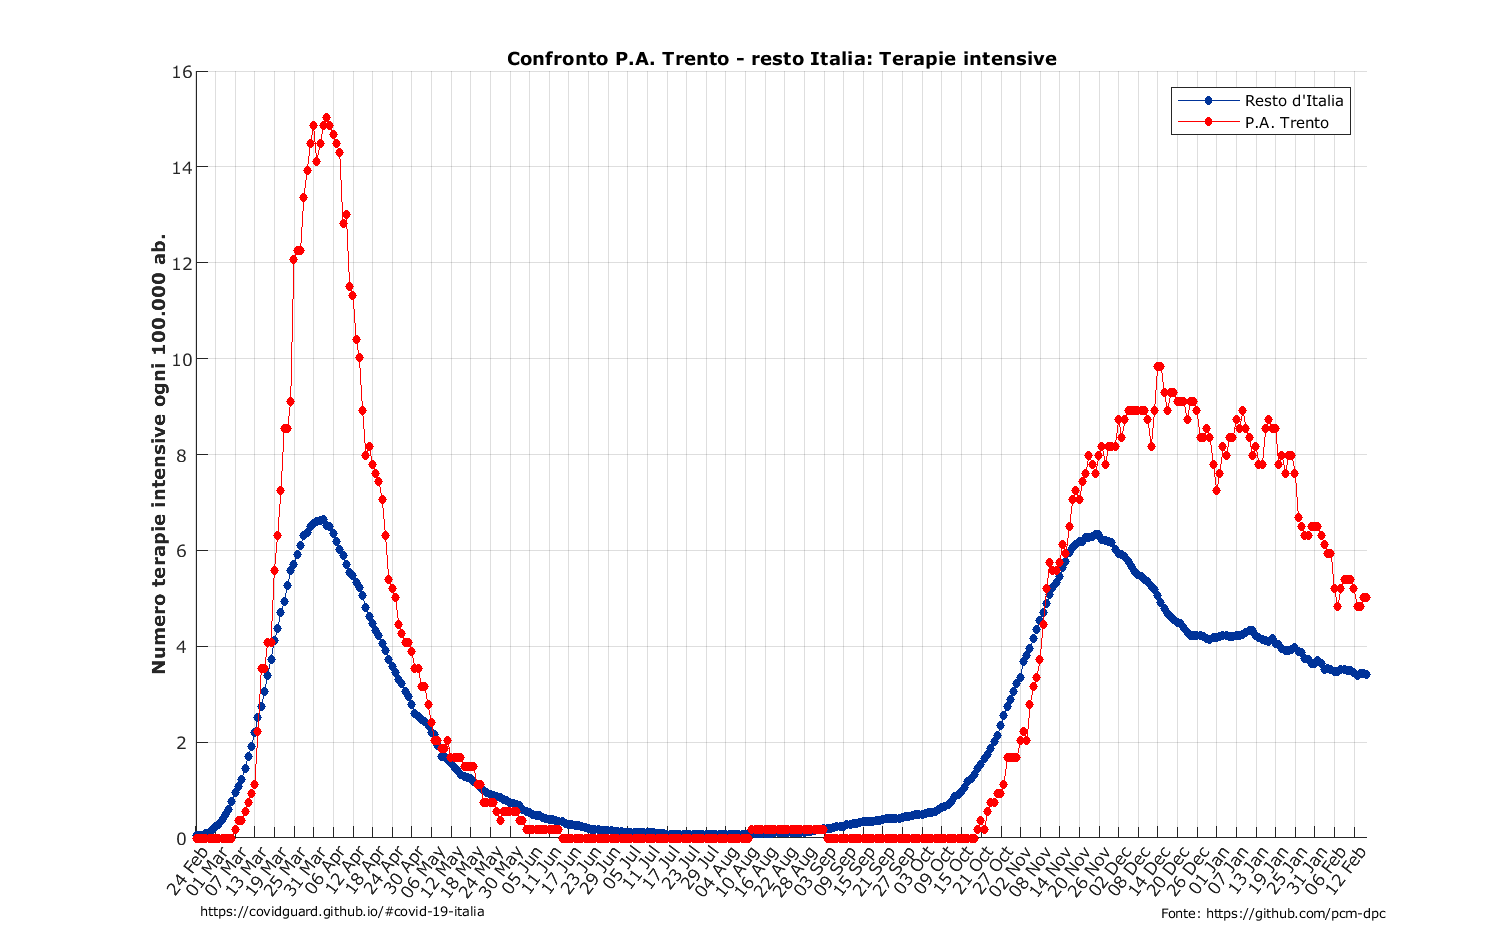 Confronto P.A. Trento - resto Italia: Terapie intensive
Resto d'Italia
P.A. Trento
Numero terapie intensive ogni 100.000 ab.
16
14
12
10
8
6
4
2
0
24 Feb
01 Mar
07 Mar
13 Mar
19 Mar
25 Mar
31 Mar
06 Apr
12 Apr
18 Apr
24 Apr
30 Apr
06 May
12 May
18 May
24 May
30 May
05 Jun
11 Jun
17 Jun
23 Jun
29 Jun
05 Jul
11 Jul
17 Jul
23 Jul
29 Jul
04 Aug
10 Aug
16 Aug
22 Aug
28 Aug
03 Sep
09 Sep
15 Sep
21 Sep
27 Sep
03 Oct
09 Oct
15 Oct
21 Oct
27 Oct
02 Nov
08 Nov
14 Nov
20 Nov
26 Nov
02 Dec
08 Dec
14 Dec
20 Dec
26 Dec
01 Jan
07 Jan
13 Jan
19 Jan
25 Jan
31 Jan
06 Feb
12 Feb
https://covidguard.github.io/#covid-19-italia
Fonte: https://github.com/pcm-dpc